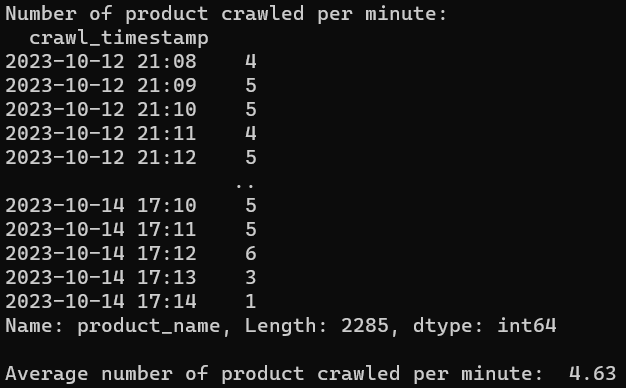 Number of product crawled per minute:
crawl_timestamp
2023-10-12 21:08    4
2023-10-12 21:09    5
2023-10-12 21:10    5
2023-10-12 21:11    4
2023-10-12 21:12    5
..
2023-10-14 17:10    5
2023-10-14 17:11    5
2023-10-14 17:12    6
2023-10-14 17:13    3
2023-10-14 17:14    1
Name: product_name, Length: 2285, dtype: int64
Average number of product crawled per minute:  4.63